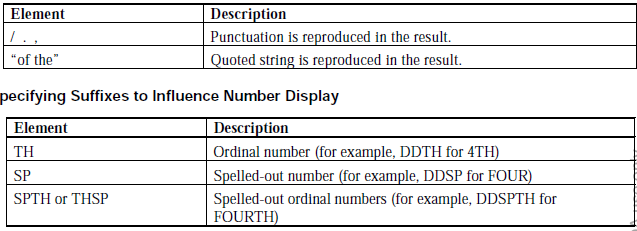 Element Description
/ . , Punctuation is reproduced in the result.
“of the” Quoted string is reproduced in the result.
pecifying Suffixes to Influence Number Display
Element Description
TH Ordinal number (for example, DDTH for 4TH)
SP Spelled-out number (for example, DDSP for FOUR)
SPTH or THSP Spelled-out ordinal numbers (for example, DDSPTH for
FOURTH)